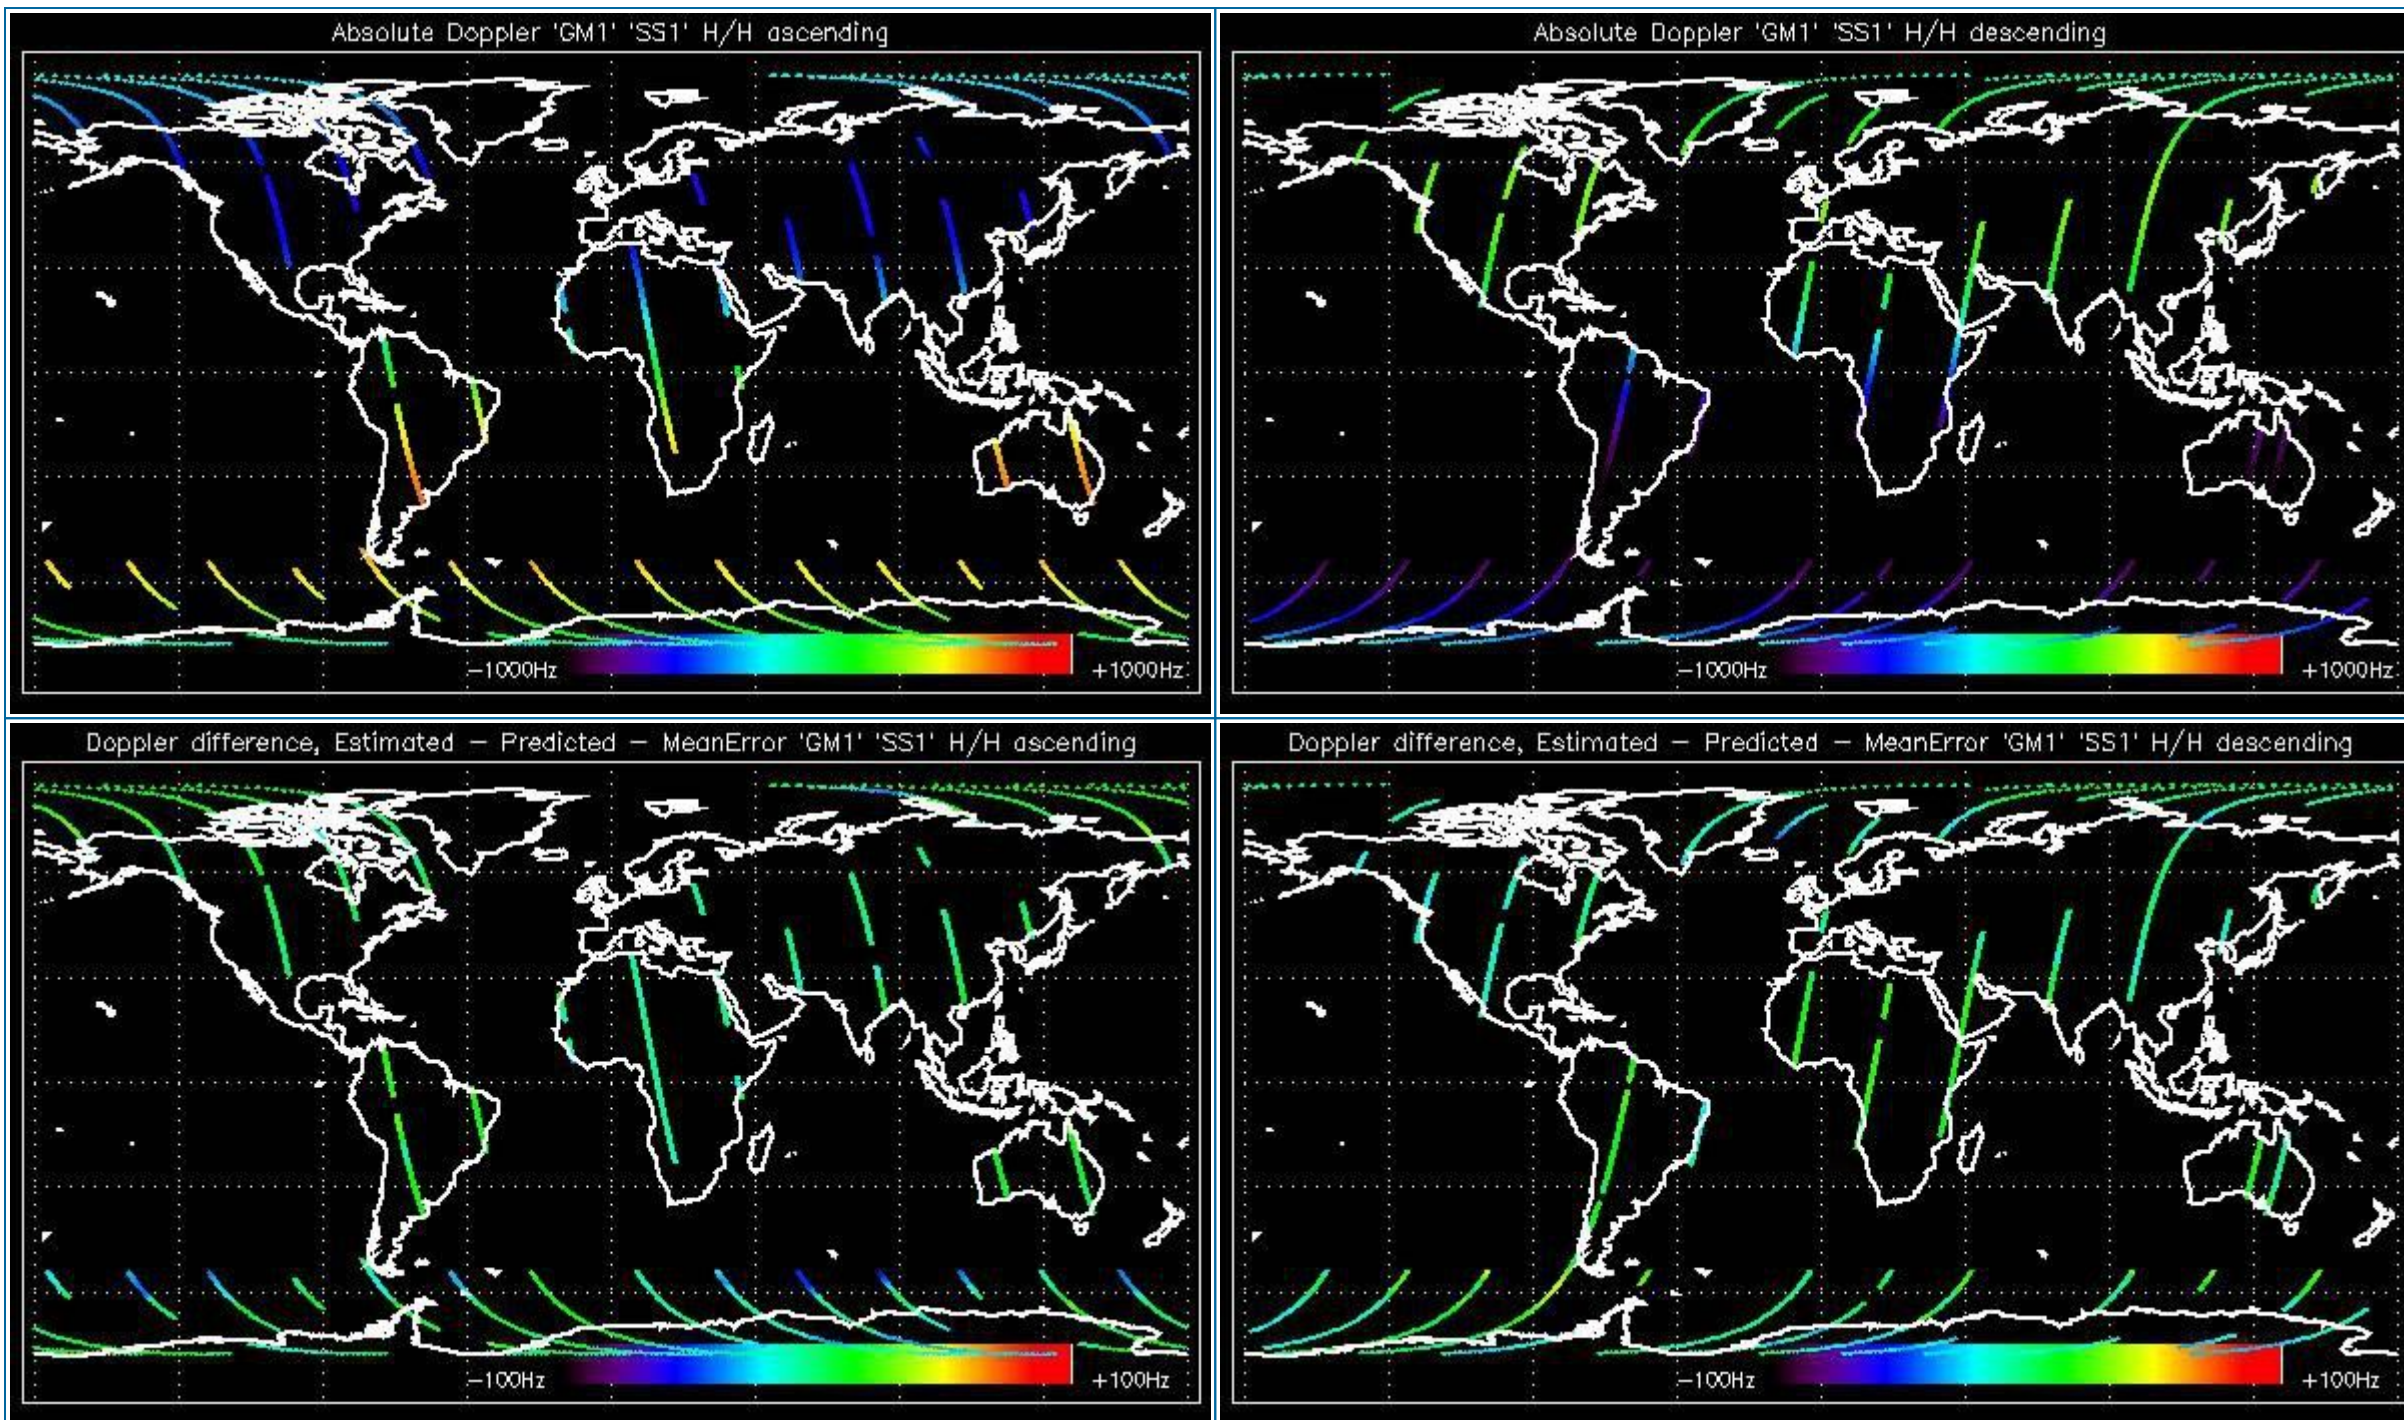 Absolute Doppler 'GM1' 'SS1' H/H ascending
-1000Hz
+1000Hz
Absolute Doppler 'GM1' 'SS1' H/H descending
-1000Hz
+1000Hz
Doppler difference, Estimated - Predicted - MeanError 'GM1' 'SS1' H/H ascending
-100Hz
+100Hz
Doppler difference, Estimated - Predicted - MeanError 'GM1' 'SS1' H/H descending
-100Hz
+100Hz